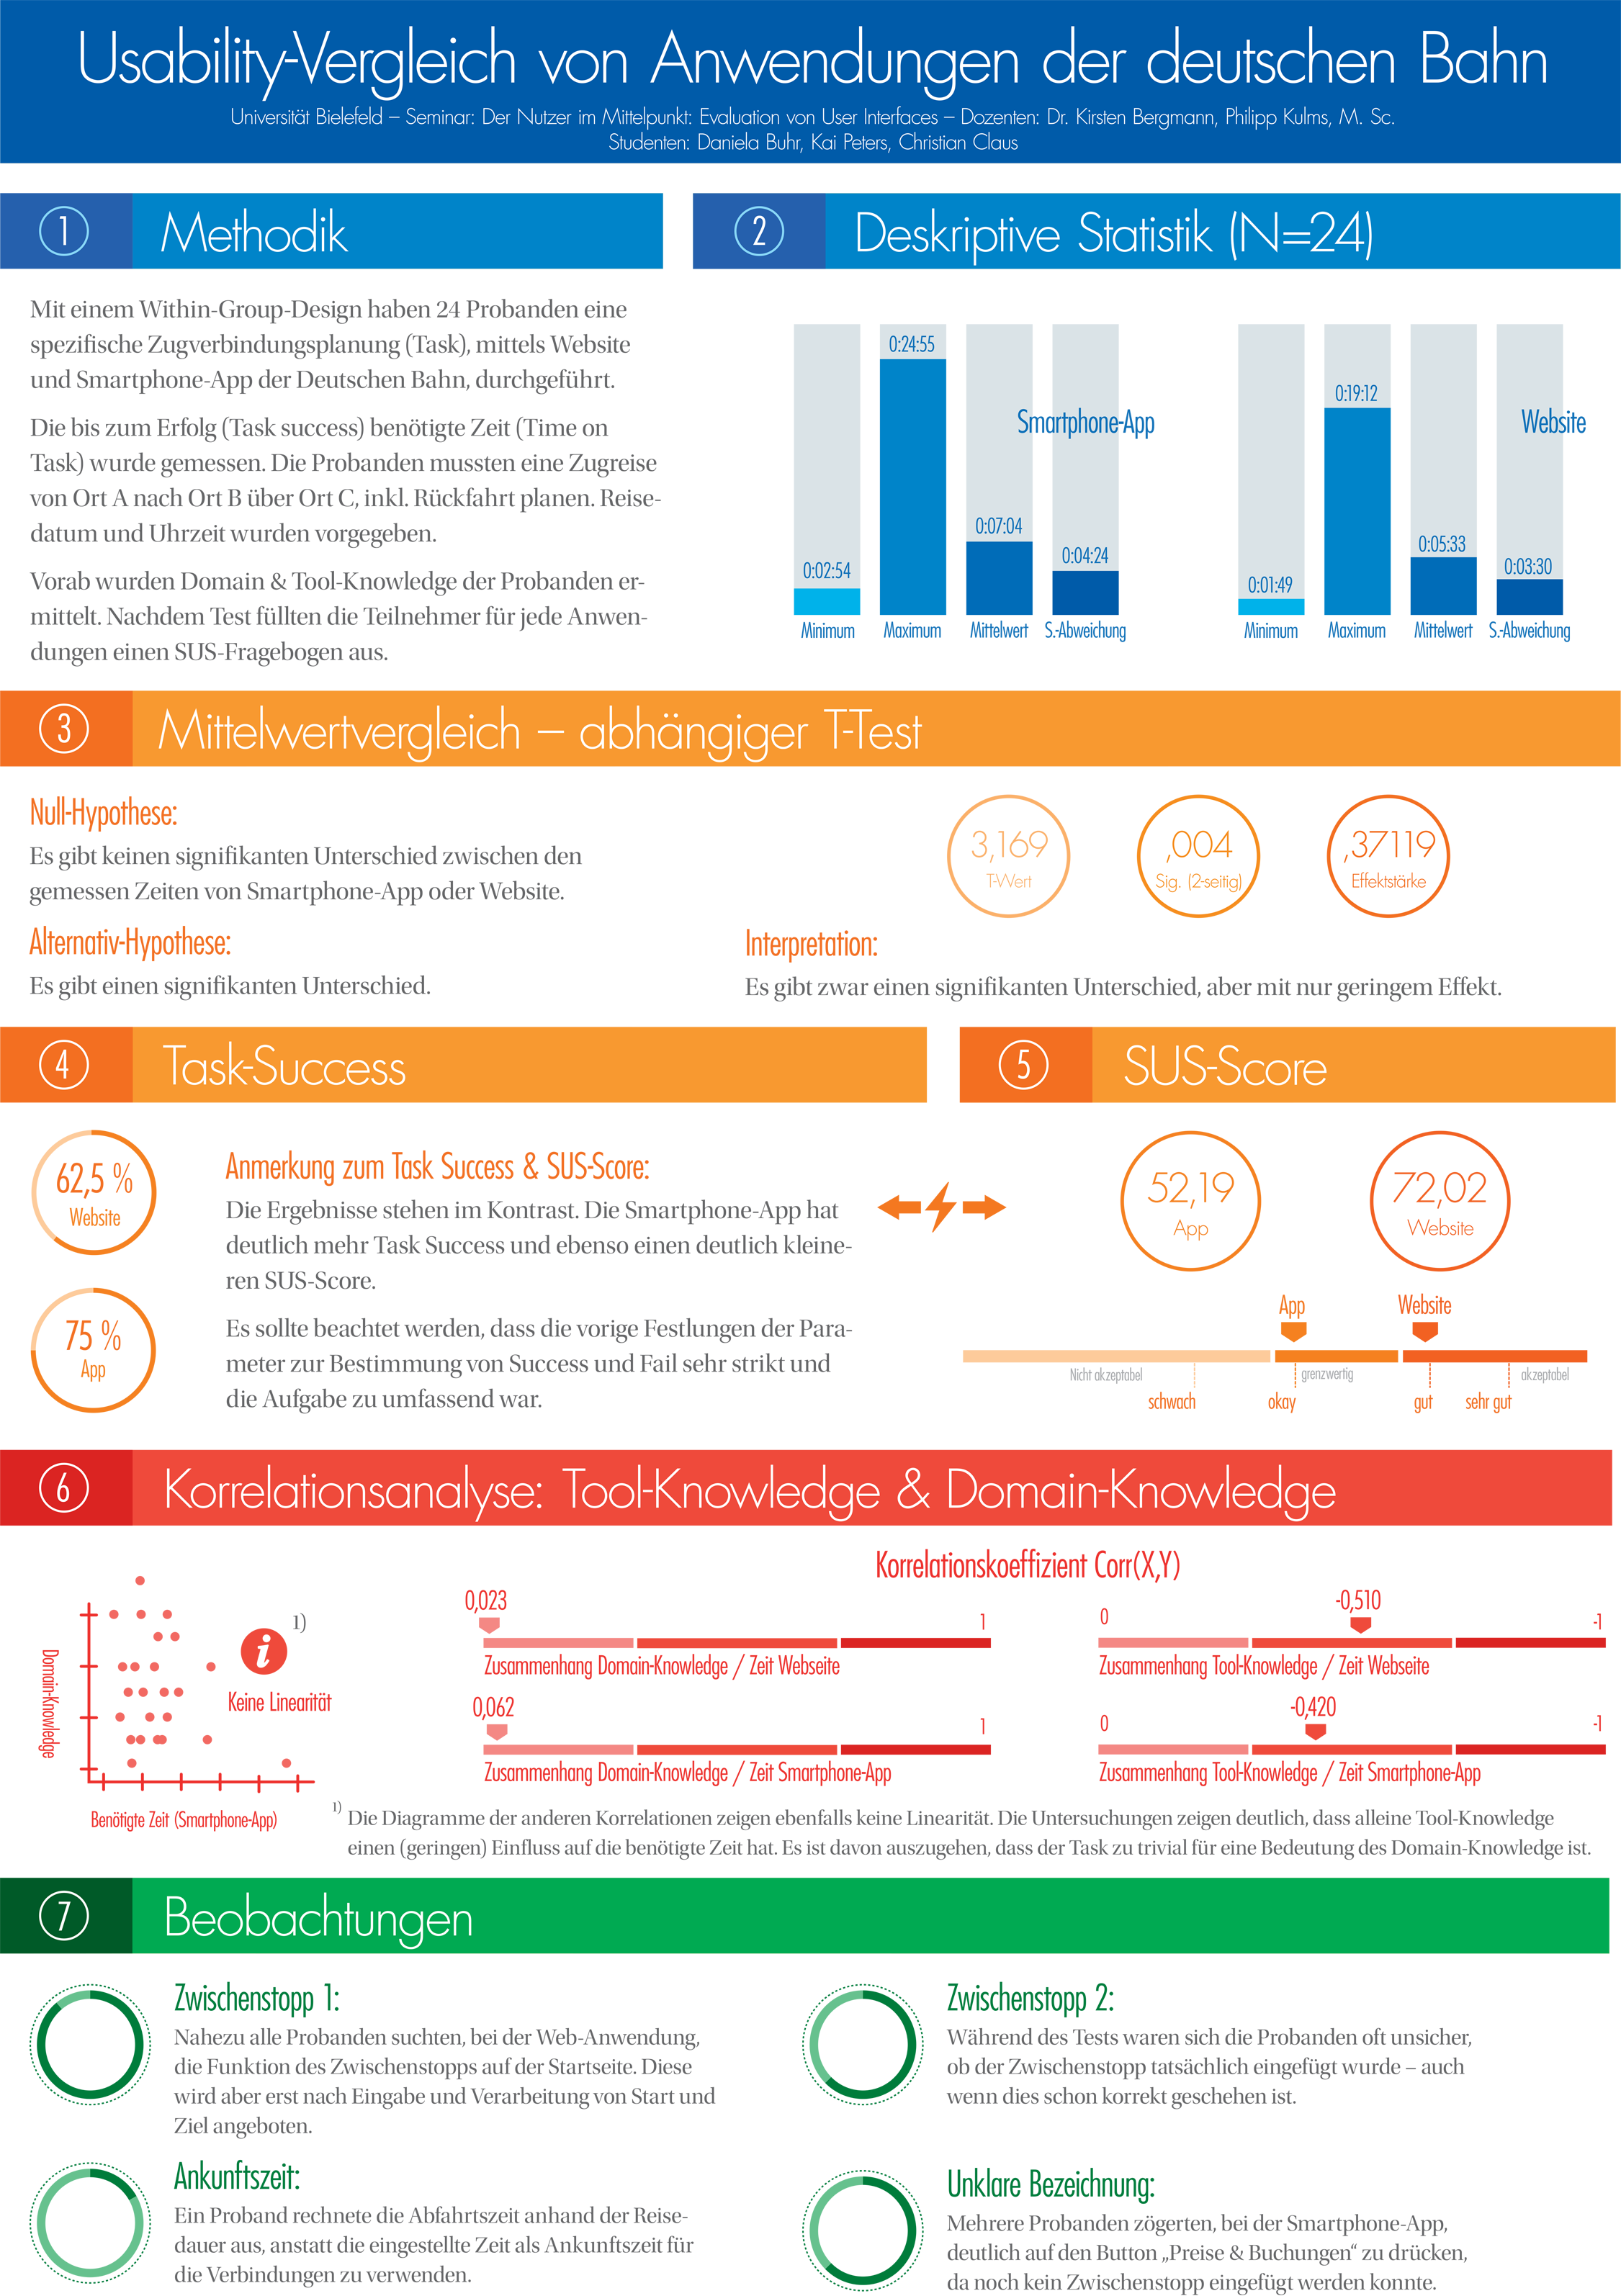 Usability-Vergleich von Anwendungen der deutschen Bahn
Universität Bielefeld – Seminar: Der Nutzer im Mittelpunkt: Evaluation von User Interfaces – Dozenten: Dr. Kirsten Bergmann, Philipp Kulms, M. Sc.
Studenten: Daniela Buhr, Kai Peters, Christian Claus
1 Methodik
Mit einem Within-Group-Design haben 24 Probanden eine
spezifische Zugverbindungsplanung (Task), mittels Website
und Smartphone-App der Deutschen Bahn, durchgeführt.
Die bis zum Erfolg (Task success) benötigte Zeit (Time on
Task) wurde gemessen. Die Probanden mussten eine Zugreise
von Ort A nach Ort B über Ort C, inkl. Rückfahrt planen. Reise-
datum und Uhrzeit wurden vorgegeben.
Vorab wurden Domain & Tool-Knowledge der Probanden er-
mittelt. Nachdem Test füllten die Teilnehmer für jede Anwen-
dungen einen SUS-Fragebogen aus.
2 Deskriptive Statistik (N=24)
Smartphone-App
0:02:54
0:24:55
0:07:04
0:04:24
Minimum Maximum Mittelwert S.-Abweichung
Website
0:01:49
0:19:12
0:05:33
0:03:30
Minimum Maximum Mittelwert S.-Abweichung
3 Mittelwertvergleich – abhängiger T-Test
Null-Hypothese:
Es gibt keinen signifikanten Unterschied zwischen den
gemessen Zeiten von Smartphone-App oder Website.
Alternativ-Hypothese:
Es gibt einen signifikanten Unterschied.
3,169
T-Wert
,004
Sig. (2-seitig)
,37119
Effektstärke
Interpretation:
Es gibt zwar einen signifikanten Unterschied, aber mit nur geringem Effekt.
4 Task-Success
62,5 %
Website
75 %
App
Anmerkung zum Task Success & SUS-Score:
Die Ergebnisse stehen im Kontrast. Die Smartphone-App hat
deutlich mehr Task Success und ebenso einen deutlich kleine-
ren SUS-Score.
Es sollte beachtet werden, dass die vorige Festlungen der Para-
meter zur Bestimmung von Success und Fail sehr strikt und
die Aufgabe zu umfassend war.
5 SUS-Score
52,19
App
72,02
Website
App Website
Nicht akzeptabel grenzwertig akzeptabel
schwach okay gut sehr gut
6 Korrelationsanalyse: Tool-Knowledge & Domain-Knowledge
Domain-Knowledge
Benötigte Zeit (Smartphone-App)
i 1)
Keine Linearität
Korrelationskoeffizient Corr(X,Y)
0,023 1
Zusammenhang Domain-Knowledge / Zeit Webseite
0,062 1
Zusammenhang Domain-Knowledge / Zeit Smartphone-App
0 -0,510 -1
Zusammenhang Tool-Knowledge / Zeit Webseite
0 -0,420 -1
Zusammenhang Tool-Knowledge / Zeit Smartphone-App
1) Die Diagramme der anderen Korrelationen zeigen ebenfalls keine Linearität. Die Untersuchungen zeigen deutlich, dass alleine Tool-Knowledge
einen (geringen) Einfluss auf die benötigte Zeit hat. Es ist davon auszugehen, dass der Task zu trivial für eine Bedeutung des Domain-Knowledge ist.
7 Beobachtungen
Zwischenstopp 1:
Nahezu alle Probanden suchten, bei der Web-Anwendung,
die Funktion des Zwischenstopps auf der Startseite. Diese
wird aber erst nach Eingabe und Verarbeitung von Start und
Ziel angeboten.
Zwischenstopp 2:
Während des Tests waren sich die Probanden oft unsicher,
ob der Zwischenstopp tatsächlich eingefügt wurde – auch
wenn dies schon korrekt geschehen ist.
Ankunftszeit:
Ein Proband rechnete die Abfahrtszeit anhand der Reise-
dauer aus, anstatt die eingestellte Zeit als Ankunftszeit für
die Verbindungen zu verwenden.
Unklare Bezeichnung:
Mehrere Probanden zögerten, bei der Smartphone-App,
deutlich auf den Button „Preise & Buchungen“ zu drücken,
da noch kein Zwischenstopp eingefügt werden konnte.